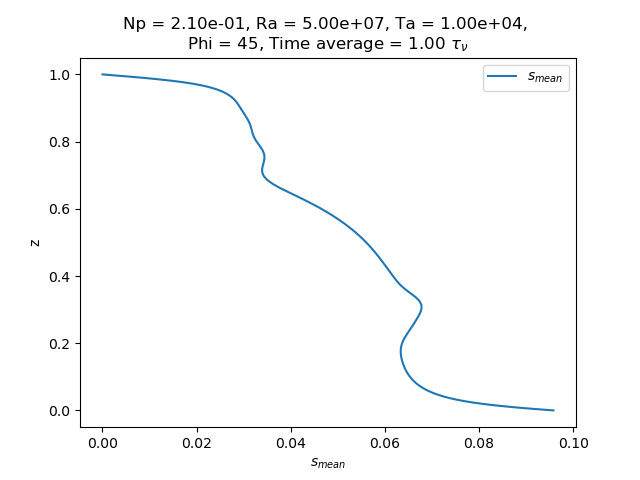 Np = 2.10e-01, Ra = 5.00e+07, Ta = 1.00e+04,
Phi = 45, Time average = 1.00 τν
smean
1.0
0.8
0.6
z
0.4
0.2
0.0
0.00 0.02 0.04 0.06 0.08 0.10
smean